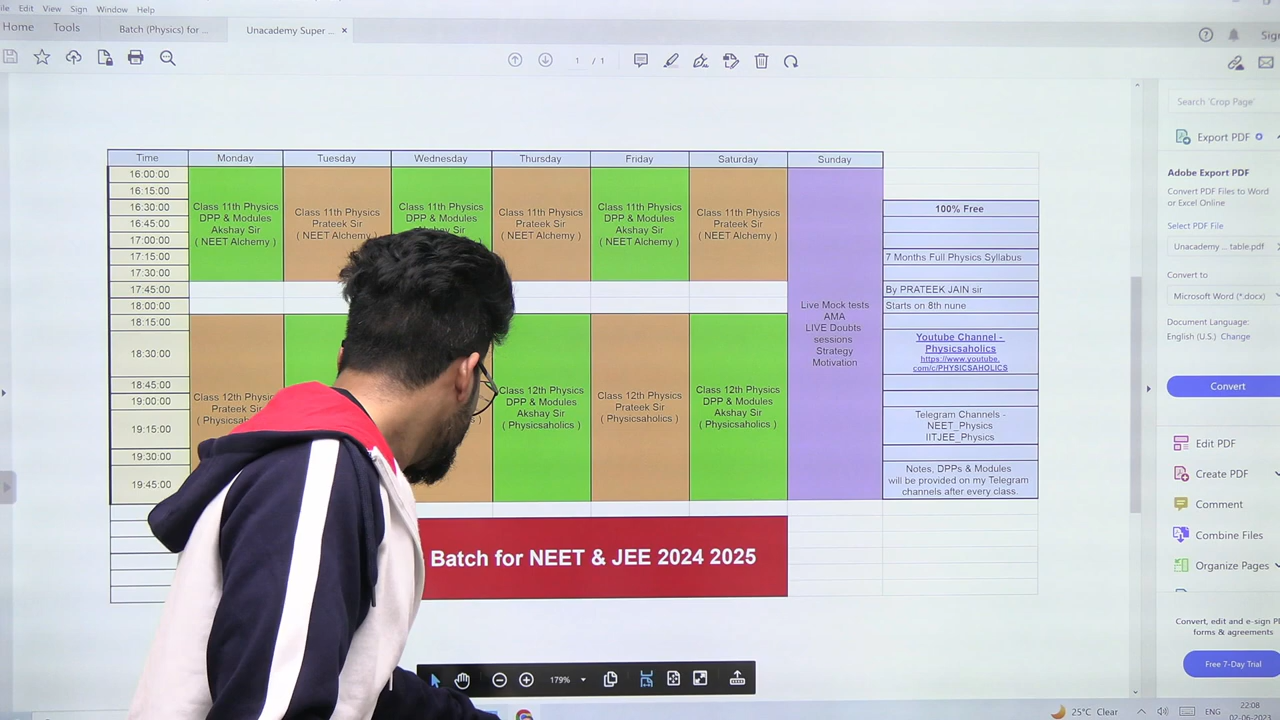 Edit View Sign Window Help
Home Tools Batch (Physics) for ... Unacademy Super ... ×
1 / 1
Time Monday Tuesday Wednesday Thursday Friday Saturday Sunday
16:00:00
16:15:00
16:30:00
16:45:00
17:00:00
17:15:00
17:30:00
17:45:00
18:00:00
18:15:00
18:30:00
18:45:00
19:00:00
19:15:00
19:30:00
19:45:00
Class 11th Physics
DPP & Modules
Akshay Sir
( NEET Alchemy )
Class 11th Physics
Prateek Sir
( NEET Alchemy )
Class 11th Physics
DPP & Modules
Class 11th Physics
Prateek Sir
( NEET Alchemy )
Class 11th Physics
DPP & Modules
Akshay Sir
( NEET Alchemy )
Class 11th Physics
Prateek Sir
( NEET Alchemy )
Class 12th
Prateek Sir
Class 12th Physics
DPP & Modules
Akshay Sir
( Physicsaholics )
Class 12th Physics
Prateek Sir
( Physicsaholics )
Class 12th Physics
DPP & Modules
Akshay Sir
( Physicsaholics )
Live Mock tests
AMA
LIVE Doubts
sessions
Strategy
Motivation
100% Free
7 Months Full Physics Syllabus
By PRATEEK JAIN sir
Starts on 8th nune
Youtube Channel -
Physicsaholics
https://www.youtube.
com/c/PHYSICSAHOLICS
Telegram Channels -
NEET_Physics
IITJEE_Physics
Notes, DPPs & Modules
will be provided on my Telegram
channels after every class.
Batch for NEET & JEE 2024 2025
179%
Search 'Crop Page'
Export PDF
Adobe Export PDF
Convert PDF Files to Word
or Excel Online
Select PDF File
Unacademy ... table.pdf
Convert to
Microsoft Word (*.docx)
Document Language:
English (U.S.) Change
Convert
Edit PDF
Create PDF
Comment
Combine Files
Organize Pages
Convert, edit and e-sign
forms & agreements
Free 7-Day Trial
25°C Clear ENG 22:08
02-06-2023